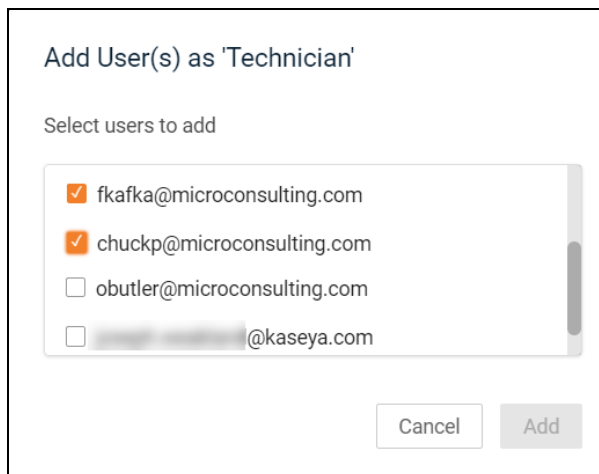 Add User(s) as 'Technician'
Select users to add
fkafka@microconsulting.com
chuckp@microconsulting.com
obutler@microconsulting.com
@kaseya.com
Cancel Add